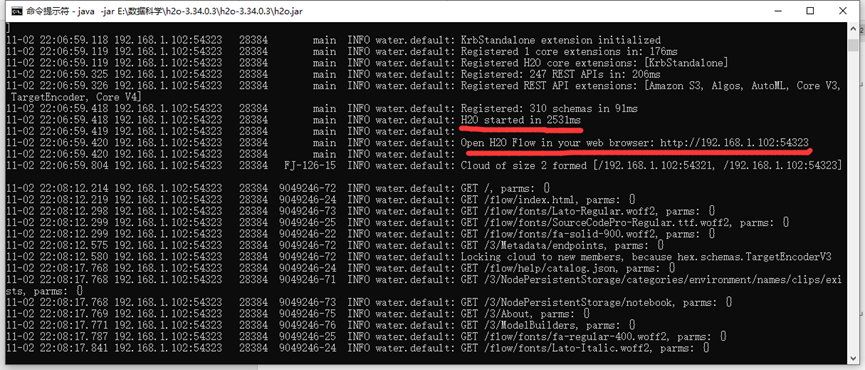 命令提示符 - java  -jar E:\数据科学\h2o-3.34.0.3\h2o-3.34.0.3\h2o.jar
]
11-02 22:06:59.118 192.168.1.102:54323   28384        main  INFO water.default: KrbStandalone extension initialized
11-02 22:06:59.119 192.168.1.102:54323   28384        main  INFO water.default: Registered 1 core extensions in: 176ms
11-02 22:06:59.119 192.168.1.102:54323   28384        main  INFO water.default: Registered H2O core extensions: [KrbStandalone]
11-02 22:06:59.325 192.168.1.102:54323   28384        main  INFO water.default: Registered: 247 REST APIs in: 206ms
11-02 22:06:59.326 192.168.1.102:54323   28384        main  INFO water.default: Registered REST API extensions: [Amazon S3, Algos, AutoML, Core V3,
 TargetEncoder, Core V4]
11-02 22:06:59.418 192.168.1.102:54323   28384        main  INFO water.default: Registered: 310 schemas in 91ms
11-02 22:06:59.418 192.168.1.102:54323   28384        main  INFO water.default: H2O started in 2531ms
11-02 22:06:59.419 192.168.1.102:54323   28384        main  INFO water.default:
11-02 22:06:59.420 192.168.1.102:54323   28384        main  INFO water.default: Open H2O Flow in your web browser: http://192.168.1.102:54323
11-02 22:06:59.420 192.168.1.102:54323   28384        main  INFO water.default:
11-02 22:06:59.804 192.168.1.102:54323   28384   FJ-126-15  INFO water.default: Cloud of size 2 formed [/192.168.1.102:54321, /192.168.1.102:54323]
11-02 22:08:12.214 192.168.1.102:54323   28384  9049246-72  INFO water.default: GET /, parms: {}
11-02 22:08:12.219 192.168.1.102:54323   28384  9049246-24  INFO water.default: GET /flow/index.html, parms: {}
11-02 22:08:12.298 192.168.1.102:54323   28384  9049246-73  INFO water.default: GET /flow/fonts/Lato-Regular.woff2, parms: {}
11-02 22:08:12.299 192.168.1.102:54323   28384  9049246-25  INFO water.default: GET /flow/fonts/SourceCodePro-Regular.ttf.woff2, parms: {}
11-02 22:08:12.299 192.168.1.102:54323   28384  9049246-22  INFO water.default: GET /flow/fonts/fa-solid-900.woff2, parms: {}
11-02 22:08:12.575 192.168.1.102:54323   28384  9049246-72  INFO water.default: GET /3/Metadata/endpoints, parms: {}
11-02 22:08:12.580 192.168.1.102:54323   28384  9049246-72  INFO water.default: Locking cloud to new members, because hex.schemas.TargetEncoderV3
11-02 22:08:17.768 192.168.1.102:54323   28384  9049246-24  INFO water.default: GET /flow/help/catalog.json, parms: {}
11-02 22:08:17.768 192.168.1.102:54323   28384  9049246-71  INFO water.default: GET /3/NodePersistentStorage/categories/environment/names/clips/exi
sts, parms: {}
11-02 22:08:17.768 192.168.1.102:54323   28384  9049246-73  INFO water.default: GET /3/NodePersistentStorage/notebook, parms: {}
11-02 22:08:17.769 192.168.1.102:54323   28384  9049246-75  INFO water.default: GET /3/About, parms: {}
11-02 22:08:17.771 192.168.1.102:54323   28384  9049246-76  INFO water.default: GET /3/ModelBuilders, parms: {}
11-02 22:08:17.787 192.168.1.102:54323   28384  9049246-25  INFO water.default: GET /flow/fonts/fa-regular-400.woff2, parms: {}
11-02 22:08:17.841 192.168.1.102:54323   28384  9049246-24  INFO water.default: GET /flow/fonts/Lato-Italic.woff2, parms: {}